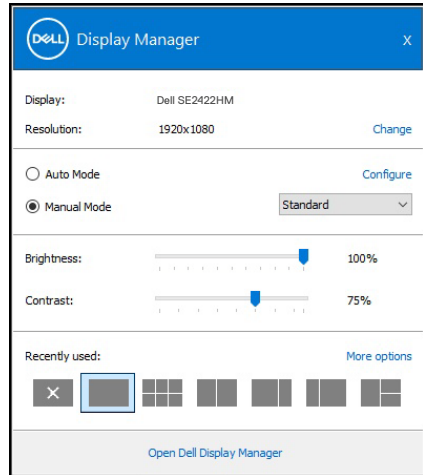 DELL Display Manager X
Display: Dell SE2422HM
Resolution: 1920x1080 Change
Auto Mode Configure
Manual Mode Standard
Brightness: 100%
Contrast: 75%
Recently used: More options
Open Dell Display Manager